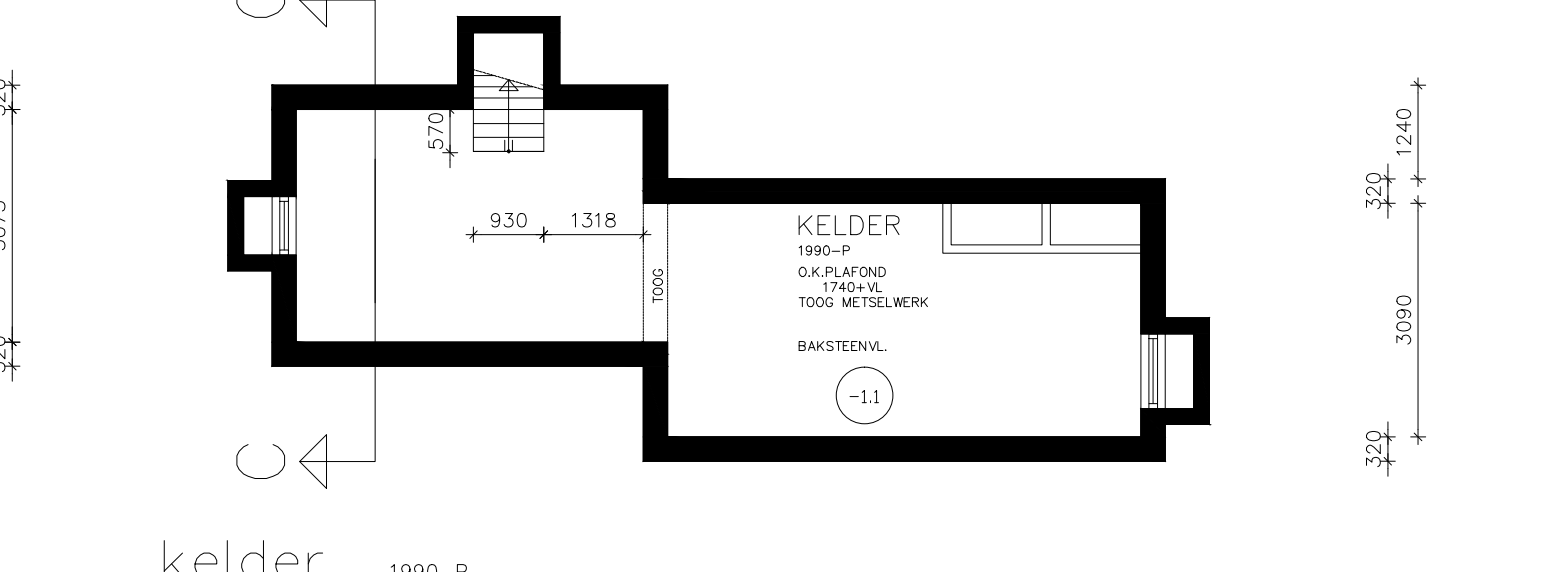 C
570
930 1318
TOOG
KELDER
1990-P
O.K.PLAFOND
1740+VL
TOOG METSELWERK
BAKSTEENVL.
-1.1
1240
320
3090
320
C
kelder
1990-P